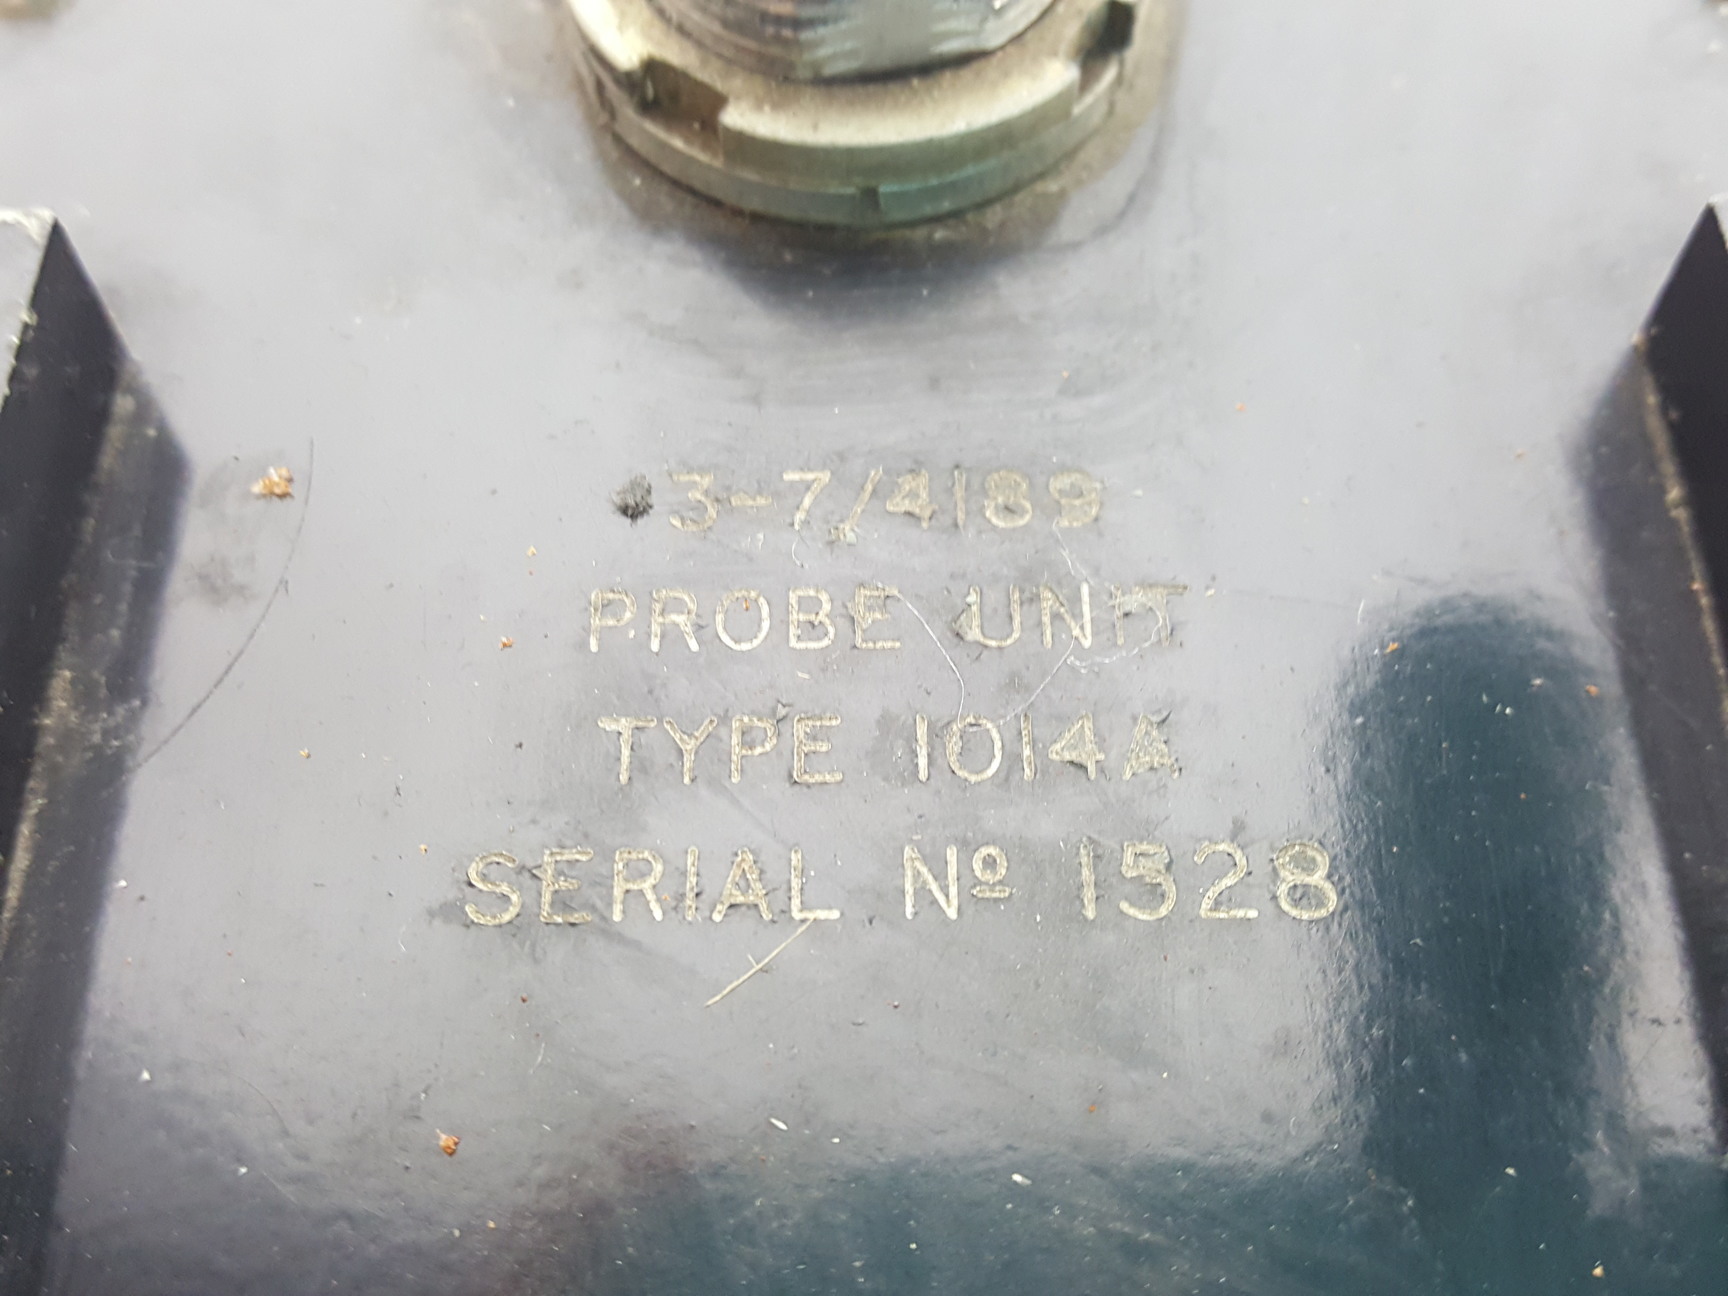 3-7/4189
PROBE UNIT
TYPE 1014A
SERIAL Nº 1528